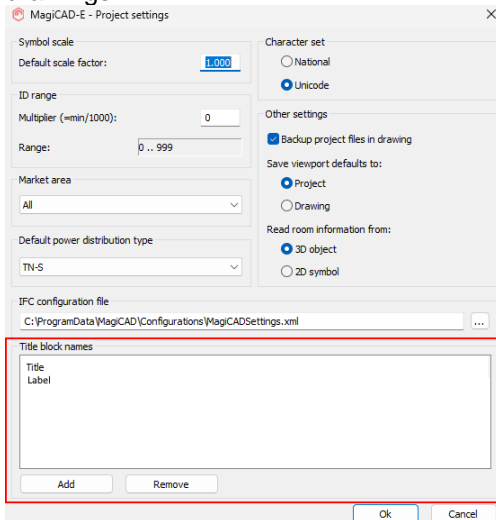 MagiCAD-E - Project settings
Symbol scale
Default scale factor: 1.000
ID range
Multiplier (=min/1000): 0
Range: 0 .. 999
Market area
All
Default power distribution type
TN-S
Character set
National
Unicode
Other settings
Backup project files in drawing
Save viewport defaults to:
Project
Drawing
Read room information from:
3D object
2D symbol
IFC configuration file
C:\ProgramData\MagiCAD\Configurations\MagiCADSettings.xml ...
Title block names
Title
Label
Add Remove
Ok Cancel